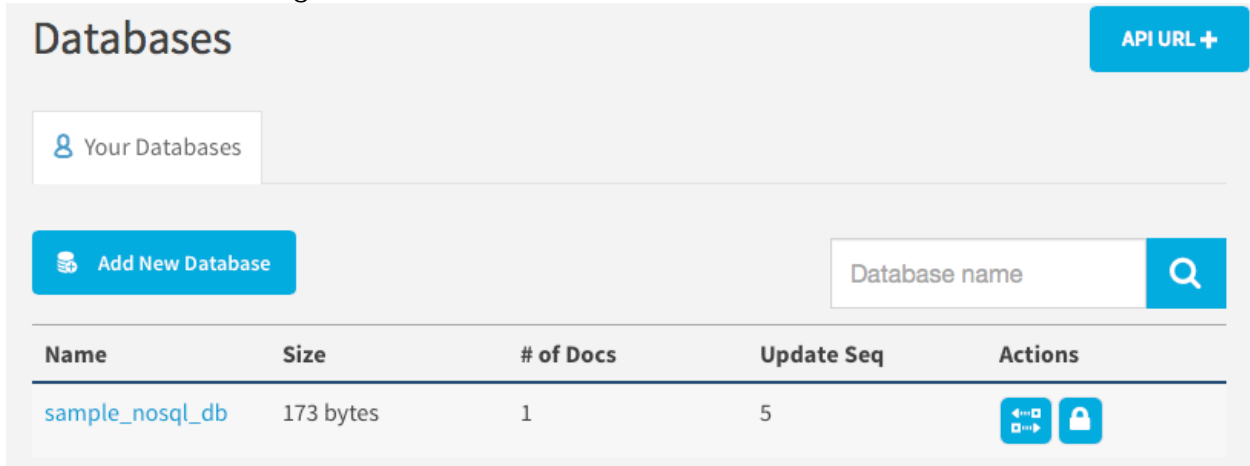 Databases
API URL +
Your Databases
Add New Database
Database name
Name Size # of Docs Update Seq Actions
sample_nosql_db 173 bytes 1 5